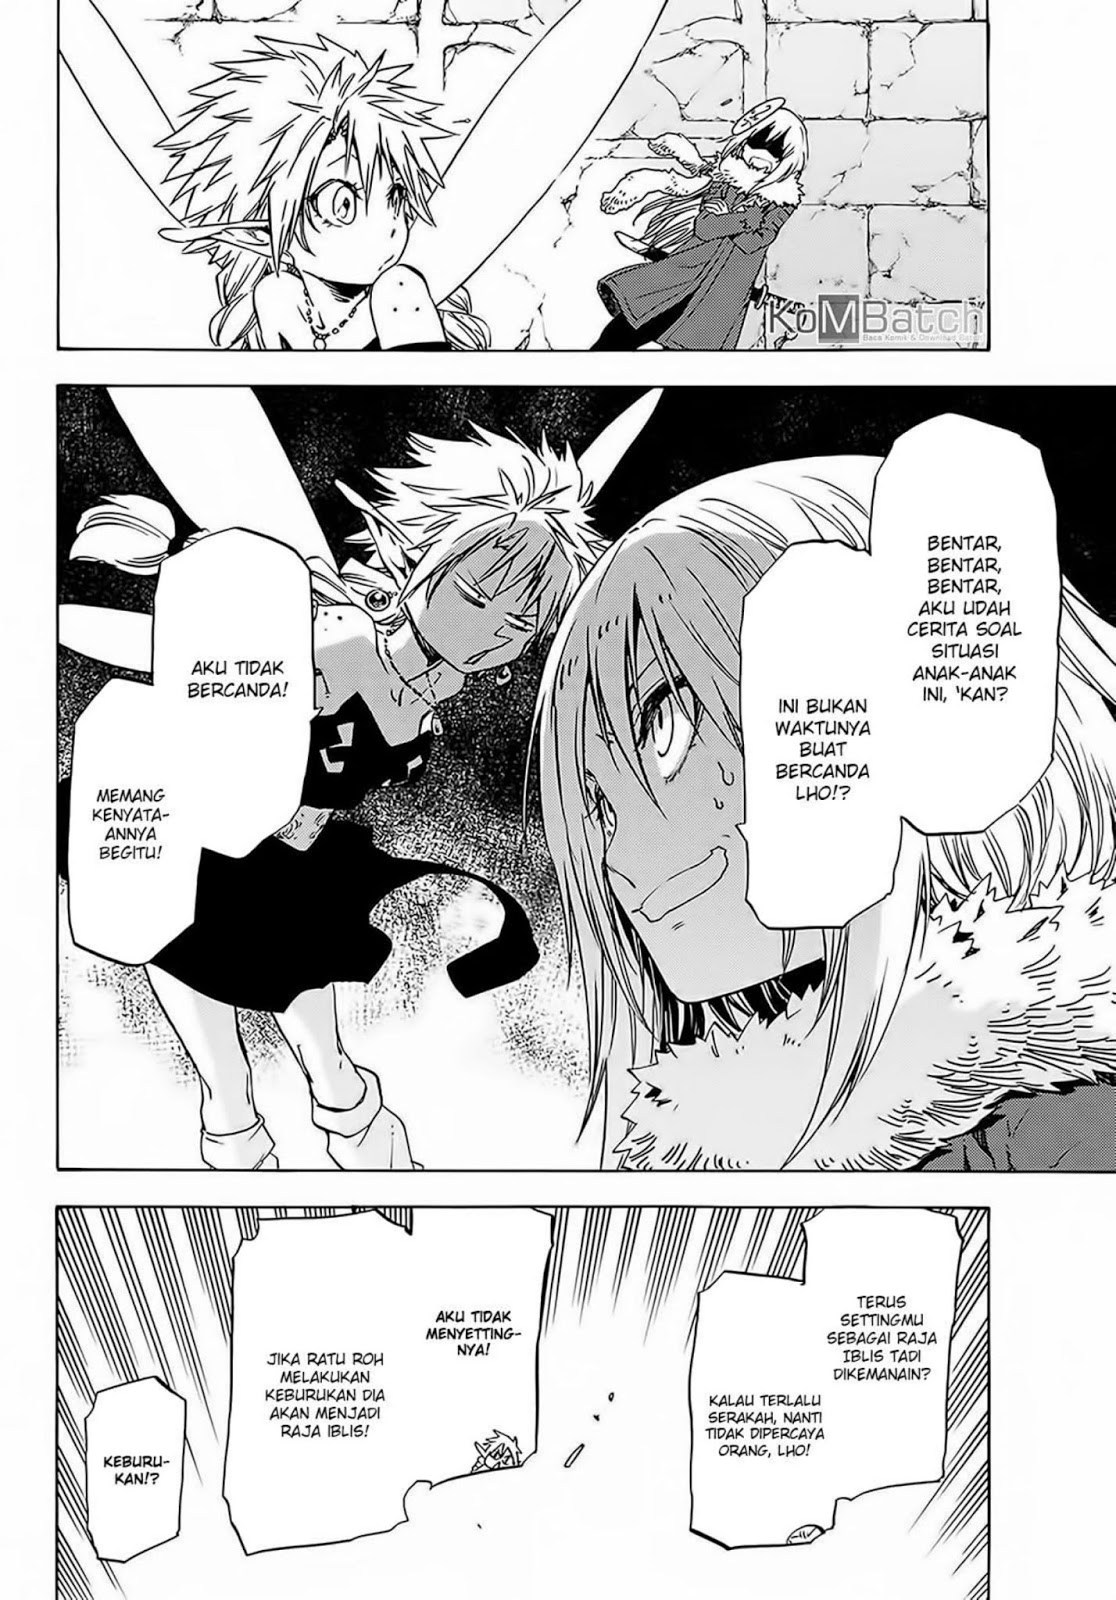 KoMBatch
BENTAR,
BENTAR,
BENTAR,
AKU UDAH
CERITA SOAL
SITUASI
ANAK-ANAK
INI, 'KAN?
INI BUKAN
WAKTUNYA
BUAT
BERCANDA
LHO!?
AKU TIDAK
BERCANDA!
MEMANG
KENYATA-
ANNYA
BEGITU!
TERUS
SETTINGMU
SEBAGAI RAJA
IBLIS TADI
DIKEMANAIN?
KALAU TERLALU
SERAKAH, NANTI
TIDAK DIPERCAYA
ORANG, LHO!
AKU TIDAK
MENYETTING-
NYA!
JIKA RATU ROH
MELAKUKAN
KEBURUKAN DIA
AKAN MENJADI
RAJA IBLIS!
KEBURU-
KAN!?